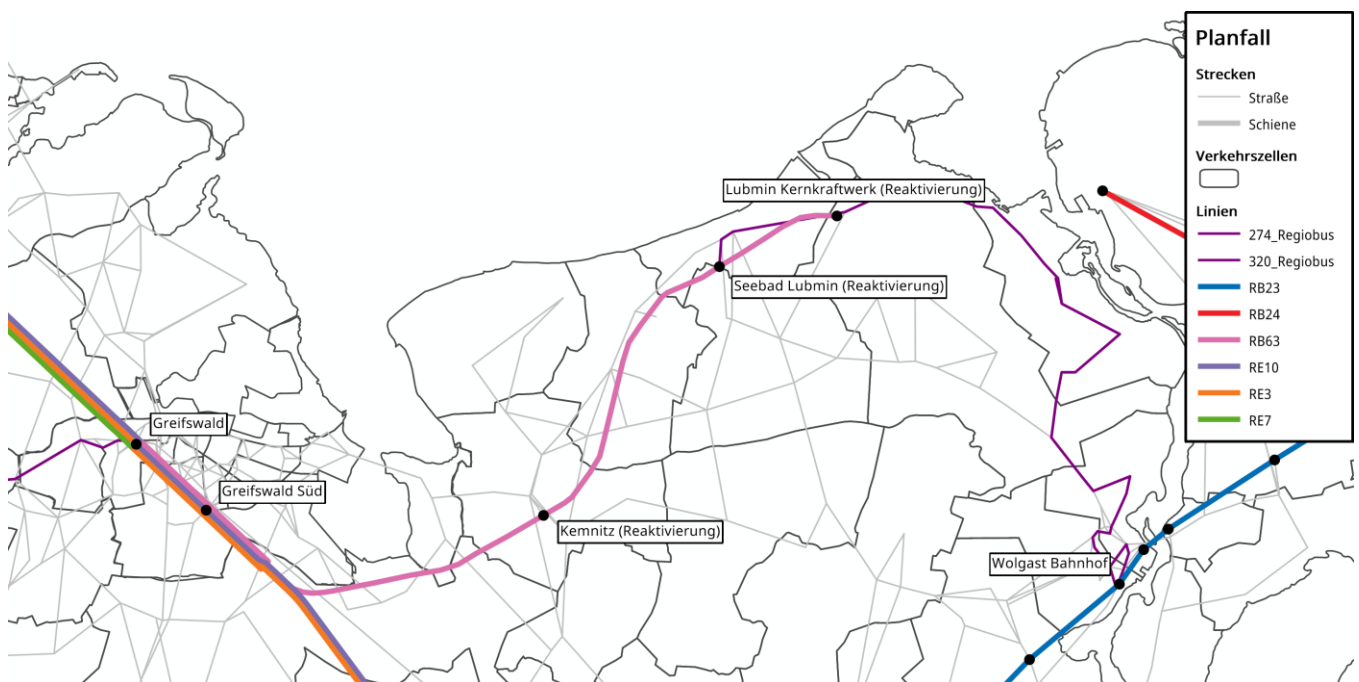 Planfall
Strecken
Straße
Schiene
Verkehrszellen
Linien
274_Regiobus
320_Regiobus
RB23
RB24
RB63
RE10
RE3
RE7
Lubmin Kernkraftwerk (Reaktivierung)
Seebad Lubmin (Reaktivierung)
Greifswald
Greifswald Süd
Kemnitz (Reaktivierung)
Wolgast Bahnhof